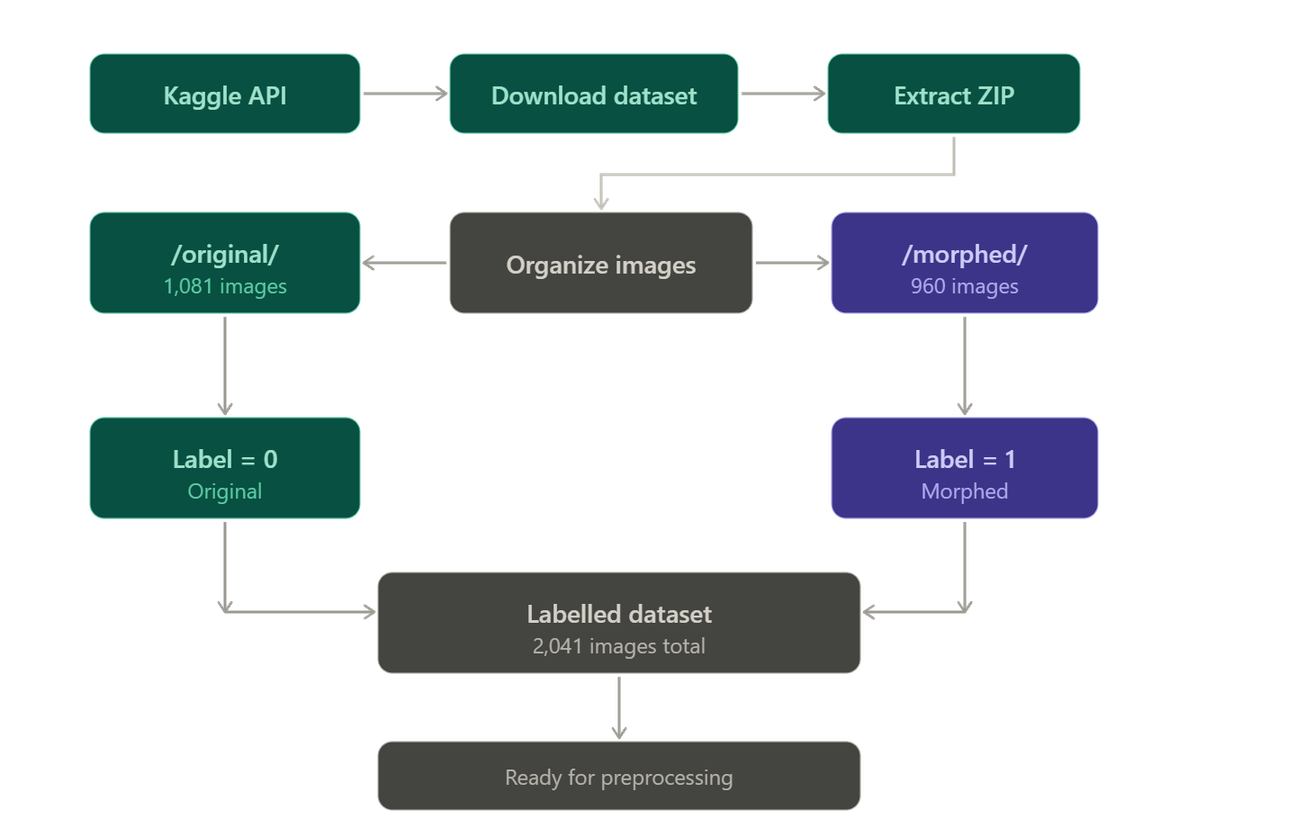 Kaggle API
Download dataset
Extract ZIP
/original/
1,081 images
Organize images
/morphed/
960 images
Label = 0
Original
Label = 1
Morphed
Labelled dataset
2,041 images total
Ready for preprocessing